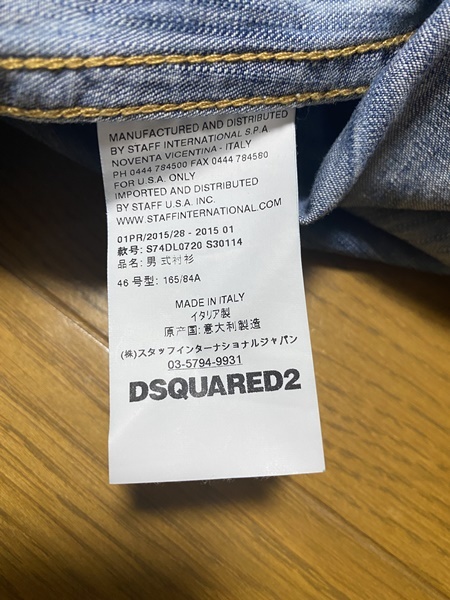 MANUFACTURED AND DISTRIBUTED
BY STAFF INTERNATIONAL S.P.A.
NOVENTA VICENTINA - ITALY
PH 0444 784500 FAX 0444 784580
FOR U.S.A. ONLY
IMPORTED AND DISTRIBUTED
BY STAFF U.S.A. INC.
WWW.STAFFINTERNATIONAL.COM
01PR/2015/28 - 2015 01
款号: S74DL0720 S30114
品名: 男式衬衫
46 号型: 165/84A
MADE IN ITALY
イタリア製
原产国:意大利製造
(株)スタッフインターナショナルジャパン
03-5794-9931
DSQUARED2